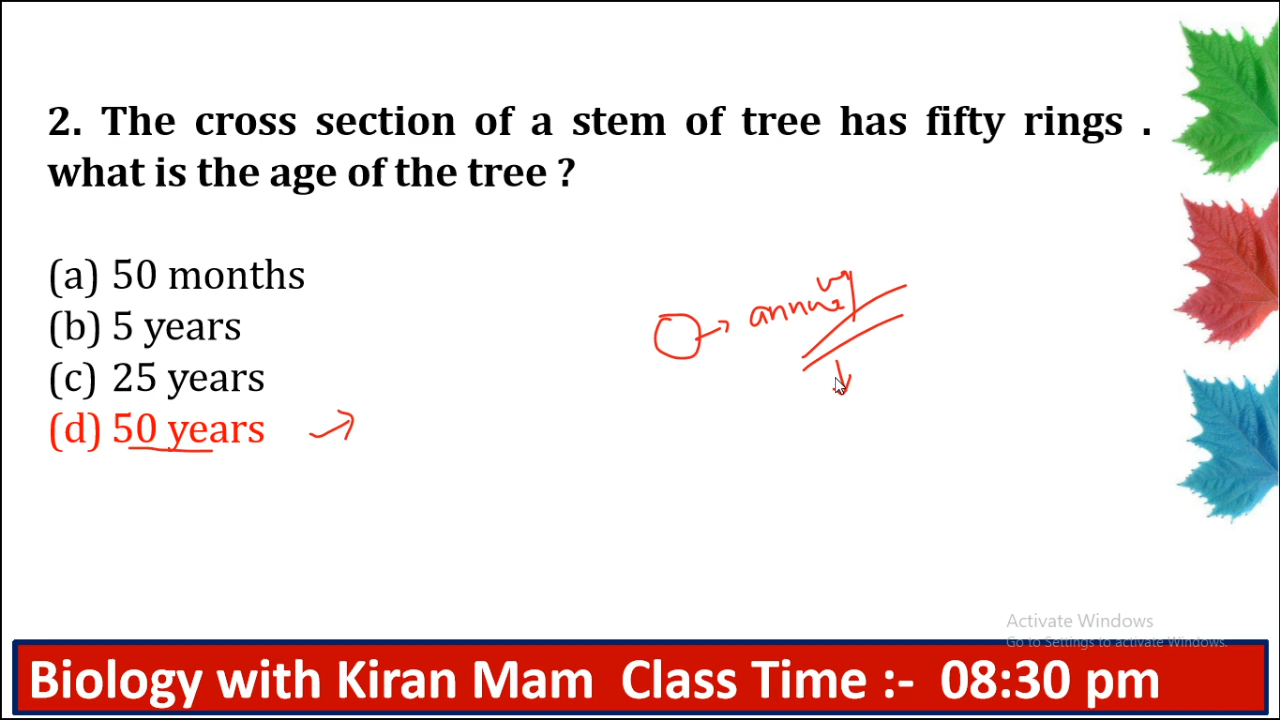 2. The cross section of a stem of tree has fifty rings .
what is the age of the tree ?
(a) 50 months
(b) 5 years
(c) 25 years
(d) 50 years
Activate Windows
Go to Settings to activate Windows.
Biology with Kiran Mam Class Time :- 08:30 pm